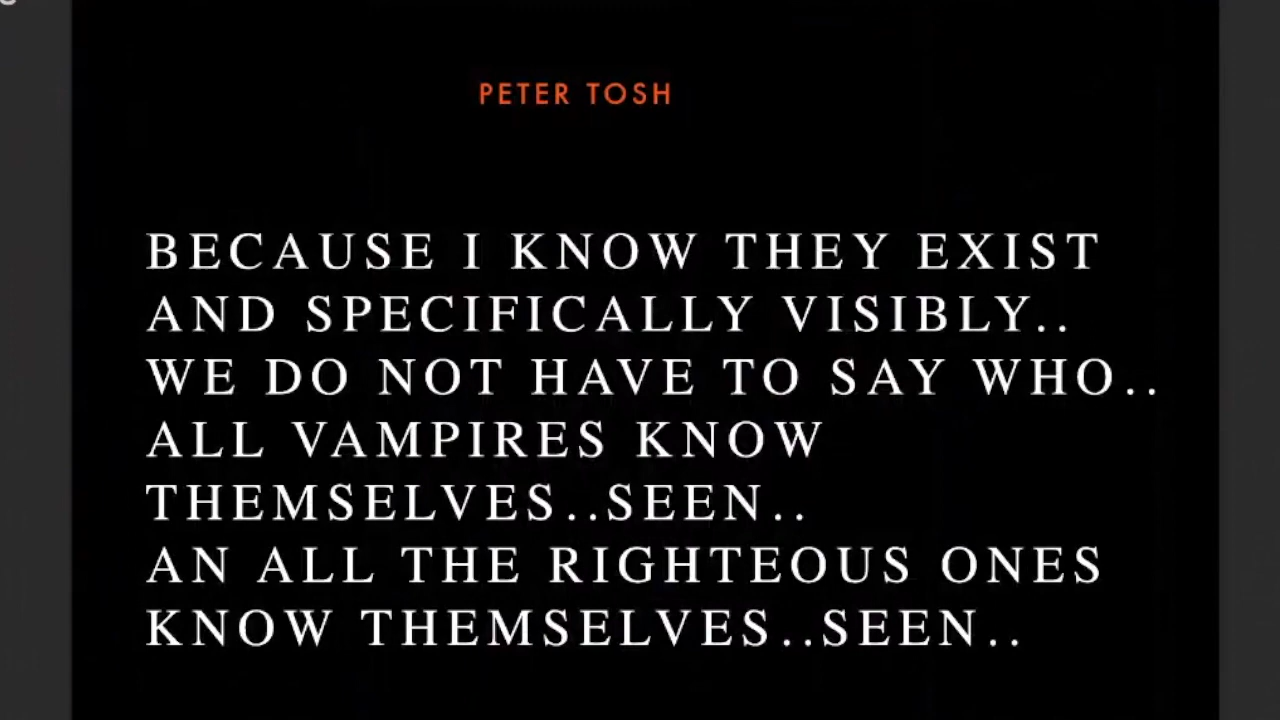 PETER TOSH
BECAUSE I KNOW THEY EXIST
AND SPECIFICALLY VISIBLY..
WE DO NOT HAVE TO SAY WHO..
ALL VAMPIRES KNOW
THEMSELVES..SEEN..
AN ALL THE RIGHTEOUS ONES
KNOW THEMSELVES..SEEN..